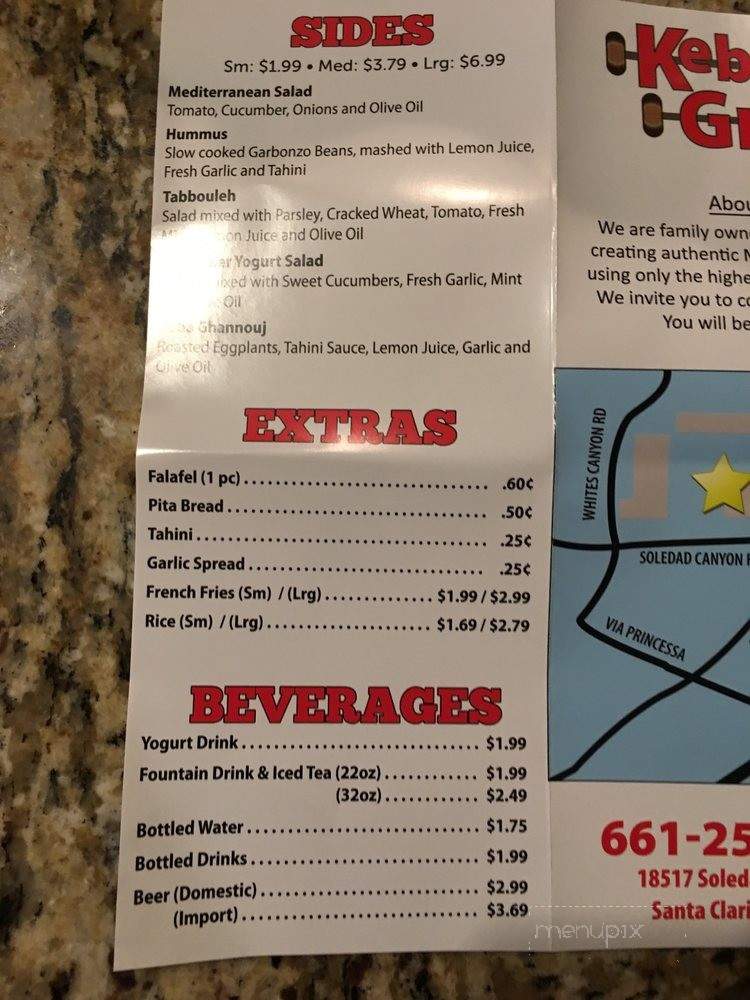 SIDES
Sm: $1.99 • Med: $3.79 • Lrg: $6.99
Mediterranean Salad
Tomato, Cucumber, Onions and Olive Oil
Hummus
Slow cooked Garbonzo Beans, mashed with Lemon Juice,
Fresh Garlic and Tahini
Tabbouleh
Salad mixed with Parsley, Cracked Wheat, Tomato, Fresh
Juice and Olive Oil
Yogurt Salad
with Sweet Cucumbers, Fresh Garlic, Mint
Oil
Ghannouj
Roasted Eggplants, Tahini Sauce, Lemon Juice, Garlic and
Olive Oil
EXTRAS
Falafel (1 pc) .60¢
Pita Bread .50¢
Tahini .25¢
Garlic Spread .25¢
French Fries (Sm) / (Lrg) $1.99 / $2.99
Rice (Sm) / (Lrg) $1.69 / $2.79
BEVERAGES
Yogurt Drink $1.99
Fountain Drink & Iced Tea (22oz) $1.99
(32oz) $2.49
Bottled Water $1.75
Bottled Drinks $1.99
Beer (Domestic) $2.99
(Import) $3.69
Keb
Gr
Abou
We are family own
creating authentic
using only the highe
We invite you to co
You will be
WHITES CANYON RD
SOLEDAD CANYON
VIA PRINCESSA
661-25
18517 Soled
Santa Clari
menupix